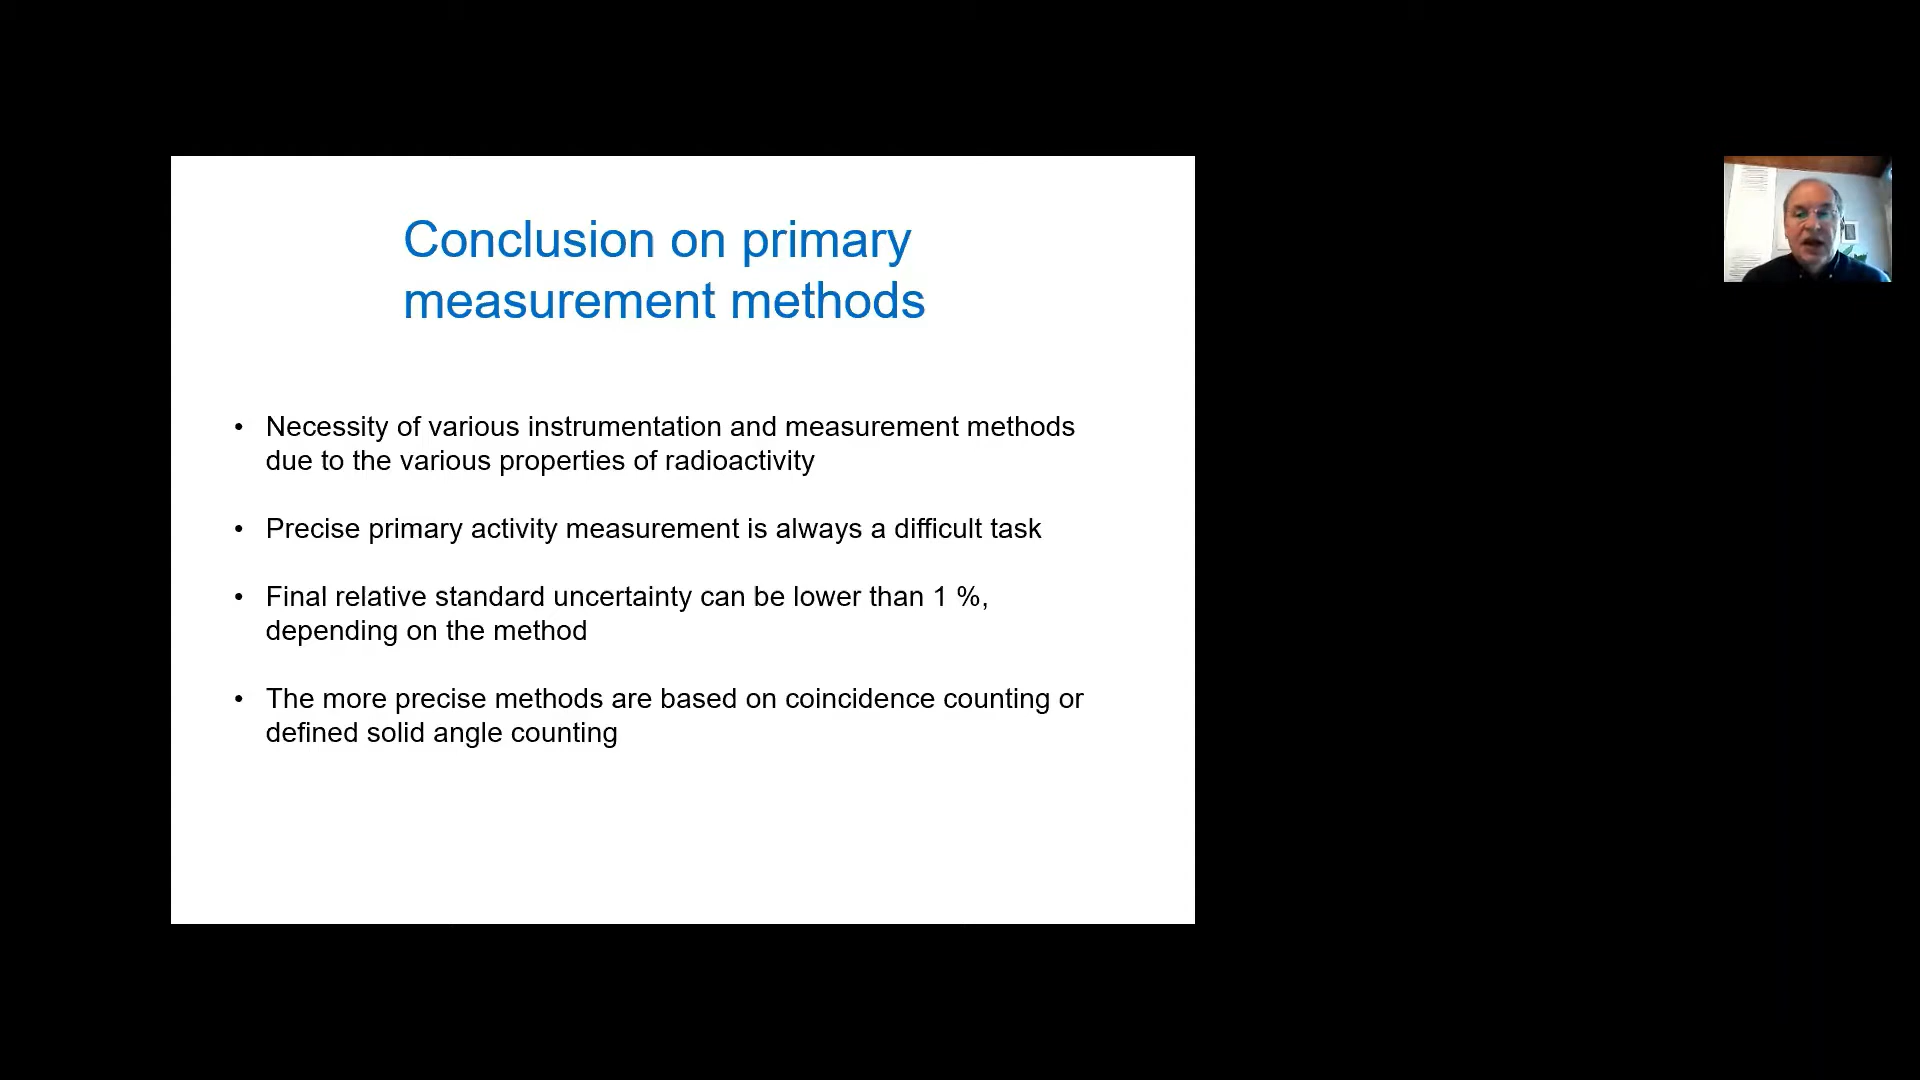 Conclusion on primary
measurement methods
• Necessity of various instrumentation and measurement methods
due to the various properties of radioactivity
• Precise primary activity measurement is always a difficult task
• Final relative standard uncertainty can be lower than 1 %,
depending on the method
• The more precise methods are based on coincidence counting or
defined solid angle counting